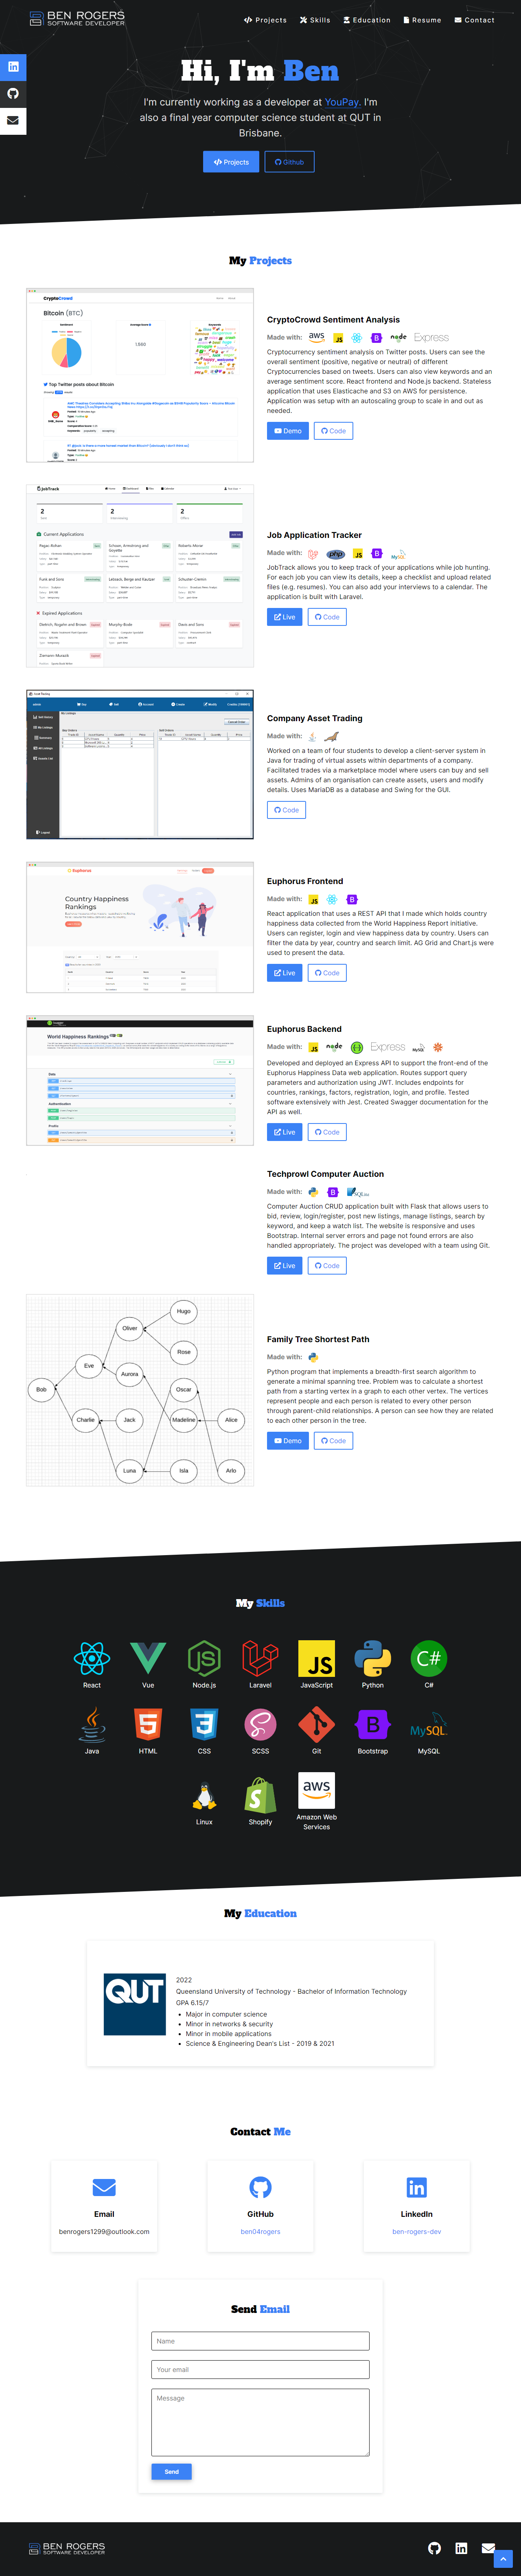 BEN ROGERS
SOFTWARE DEVELOPER
Projects
Skills
Education
Resume
Contact
Hi, I'm Ben
I'm currently working as a developer at YouPay. I'm
also a final year computer science student at QUT in
Brisbane.
Projects
Github
My Projects
CryptoCrowd
Bitcoin (BTC)
Top Twitter posts about Bitcoin
CryptoCrowd Sentiment Analysis
Made with: aws JS node Express
Cryptocurrency sentiment analysis on Twitter posts. Users can see the
overall sentiment (positive, negative or neutral) of different
Cryptocurrencies based on tweets. Users can also view keywords and an
average sentiment score. React frontend and Node.js backend. Stateless
application that uses Elasticache and S3 on AWS for persistence.
Application was setup with an autoscaling group to scale in and out as
needed.
Demo
Code
JobTrack
2
2
2
Current Applications
Expired Applications
Job Application Tracker
Made with: php JS B MySQL
JobTrack allows you to keep track of your applications while job hunting.
For each job you can view its details, keep a checklist and upload related
files (e.g. resumes). You can also add your interviews to a calendar. The
application is built with Laravel.
Live
Code
Company Asset Trading
Made with:
Worked on a team of four students to develop a client-server system in
Java for trading of virtual assets within departments of a company.
Facilitated trades via a marketplace model where users can buy and sell
assets. Admins of an organisation can create assets, users and modify
details. Uses MariaDB as a database and Swing for the GUI.
Code
Euphorus
Country Happiness
Rankings
Euphorus Frontend
Made with: JS B
React application that uses a REST API that I made which holds country
happiness data collected from the World Happiness Report initiative.
Users can register, login and view happiness data by country. Users can
filter the data by year, country and search limit. AG Grid and Chart.js were
used to present the data.
Live
Code
World Happiness Rankings
Data
Authentication
Profile
Euphorus Backend
Made with: JS node Express MySQL
Developed and deployed an Express API to support the front-end of the
Euphorus Happiness Data web application. Routes support query
parameters and authorization using JWT. Includes endpoints for
countries, rankings, factors, registration, login, and profile. Tested
software extensively with Jest. Created Swagger documentation for the
API as well.
Live
Code
Techprowl Computer Auction
Made with: B SQLite
Computer Auction CRUD application built with Flask that allows users to
bid, review, login/register, post new listings, manage listings, search by
keyword, and keep a watch list. The website is responsive and uses
Bootstrap. Internal server errors and page not found errors are also
handled appropriately. The project was developed with a team using Git.
Live
Code
Hugo
Oliver
Rose
Eve
Aurora
Bob
Oscar
Charlie
Jack
Madeline
Alice
Luna
Isla
Arlo
Family Tree Shortest Path
Made with:
Python program that implements a breadth-first search algorithm to
generate a minimal spanning tree. Problem was to calculate a shortest
path from a starting vertex in a graph to each other vertex. The vertices
represent people and each person is related to every other person
through parent-child relationships. A person can see how they are related
to each other person in the tree.
Demo
Code
My Skills
React
Vue
Node.js
Laravel
JavaScript
Python
C#
Java
HTML
CSS
SCSS
Git
Bootstrap
MySQL
Linux
Shopify
Amazon Web
Services
My Education
QUT
2022
Queensland University of Technology - Bachelor of Information Technology
GPA 6.15/7
Major in computer science
Minor in networks & security
Minor in mobile applications
Science & Engineering Dean's List - 2019 & 2021
Contact Me
Email
benrogers1299@outlook.com
GitHub
ben04rogers
LinkedIn
ben-rogers-dev
Send Email
Name
Your email
Message
Send
BEN ROGERS
SOFTWARE DEVELOPER